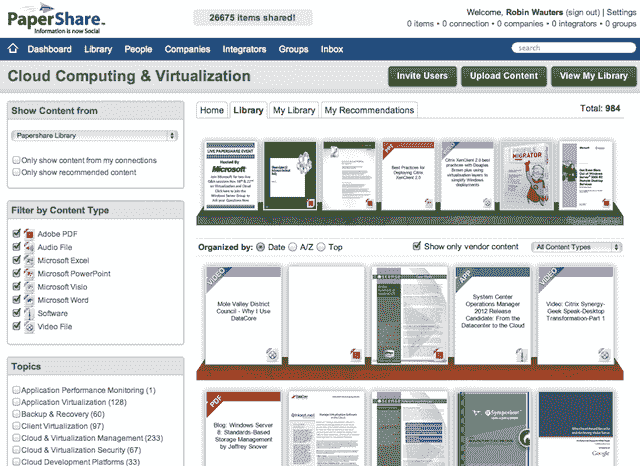 PaperShare
Information is now Social
26675 items shared!
Welcome, Robin Wauters (sign out) | Settings
0 items • 0 connection • 0 companies • 0 integrators • 0 groups
Dashboard Library People Companies Integrators Groups Inbox
search
Cloud Computing & Virtualization
Invite Users Upload Content View My Library
Show Content from
Papershare Library
Only show content from my connections
Only show recommended content
Home Library My Library My Recommendations
Total: 984
LIVE PAPERSHARE EVENT
Hosted By
Microsoft
Best Practices for
Deploying Citrix
XenClient 2.0
Citrix XenClient 2.0 best
practices with Douglas
Brown plus using
virtualization layers to
simplify Windows
deployments
MIGRATOR
Filter by Content Type
Adobe PDF
Audio File
Microsoft Excel
Microsoft PowerPoint
Microsoft Visio
Microsoft Word
Software
Video File
Organized by: Date A/Z Top
Show only vendor content
All Content Types
VIDEO
Mole Valley District
Council - Why I Use
DataCore
APP
System Center
Operations Manager
2012 Release
Candidate: From the
Datacenter to the Cloud
VIDEO
Video: Citrix Synergy-
Geek Speak-Desktop
Transformation-Part 1
Topics
Application Performance Monitoring (1)
Application Virtualization (128)
Backup & Recovery (60)
Client Virtualization (97)
Cloud & Virtualization Management (233)
Cloud & Virtualization Security (67)
Cloud Development Platforms (33)
PDF
Blog: Windows Server
8: Standards-Based
Storage Management
by Jeffrey Snover